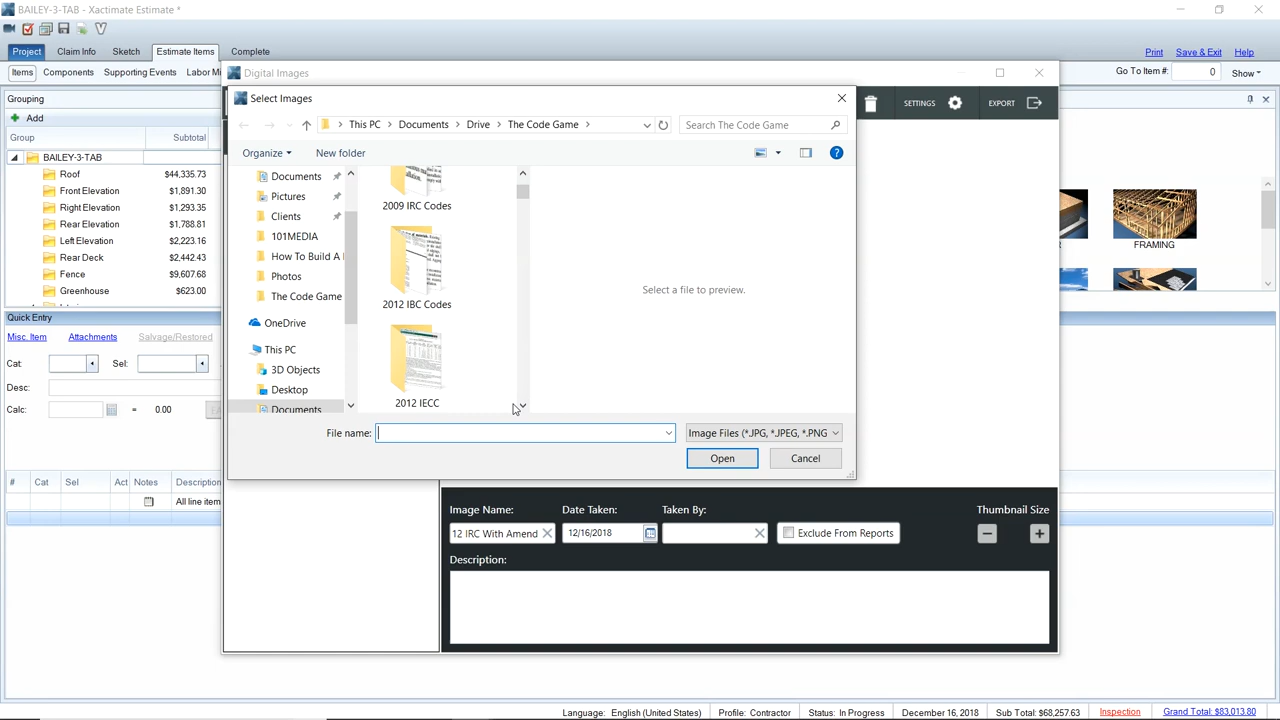 BAILEY-3-TAB - Xactimate Estimate *
Project Claim Info Sketch Estimate Items Complete
Print Save & Exit Help
Items Components Supporting Events Labor Mi
Go To Item #: 0 Show
Grouping
Add
Group Subtotal
BAILEY-3-TAB
Roof $44,335.73
Front Elevation $1,891.30
Right Elevation $1,293.35
Rear Elevation $1,788.81
Left Elevation $2,223.16
Rear Deck $2,442.43
Fence $9,607.68
Greenhouse $623.00
Quick Entry
Misc. Item Attachments Salvage/Restored
Cat: Sel:
Desc:
Calc: = 0.00
# Cat Sel Act Notes Description
All line item
Digital Images
SETTINGS EXPORT
Select Images
This PC > Documents > Drive > The Code Game >
Search The Code Game
Organize New folder
Documents
Pictures
Clients
101MEDIA
How To Build A
Photos
The Code Game
OneDrive
This PC
3D Objects
Desktop
Documents
2009 IRC Codes
2012 IBC Codes
2012 IECC
Select a file to preview.
File name:
Image Files (*.JPG, *.JPEG, *.PNG
Open Cancel
FRAMING
Image Name: Date Taken: Taken By: Thumbnail Size
12 IRC With Amend 12/16/2018 Exclude From Reports
Description:
Language: English (United States) Profile: Contractor Status: In Progress December 16, 2018 Sub Total: $68,257.63 Inspection Grand Total: $83,013.80